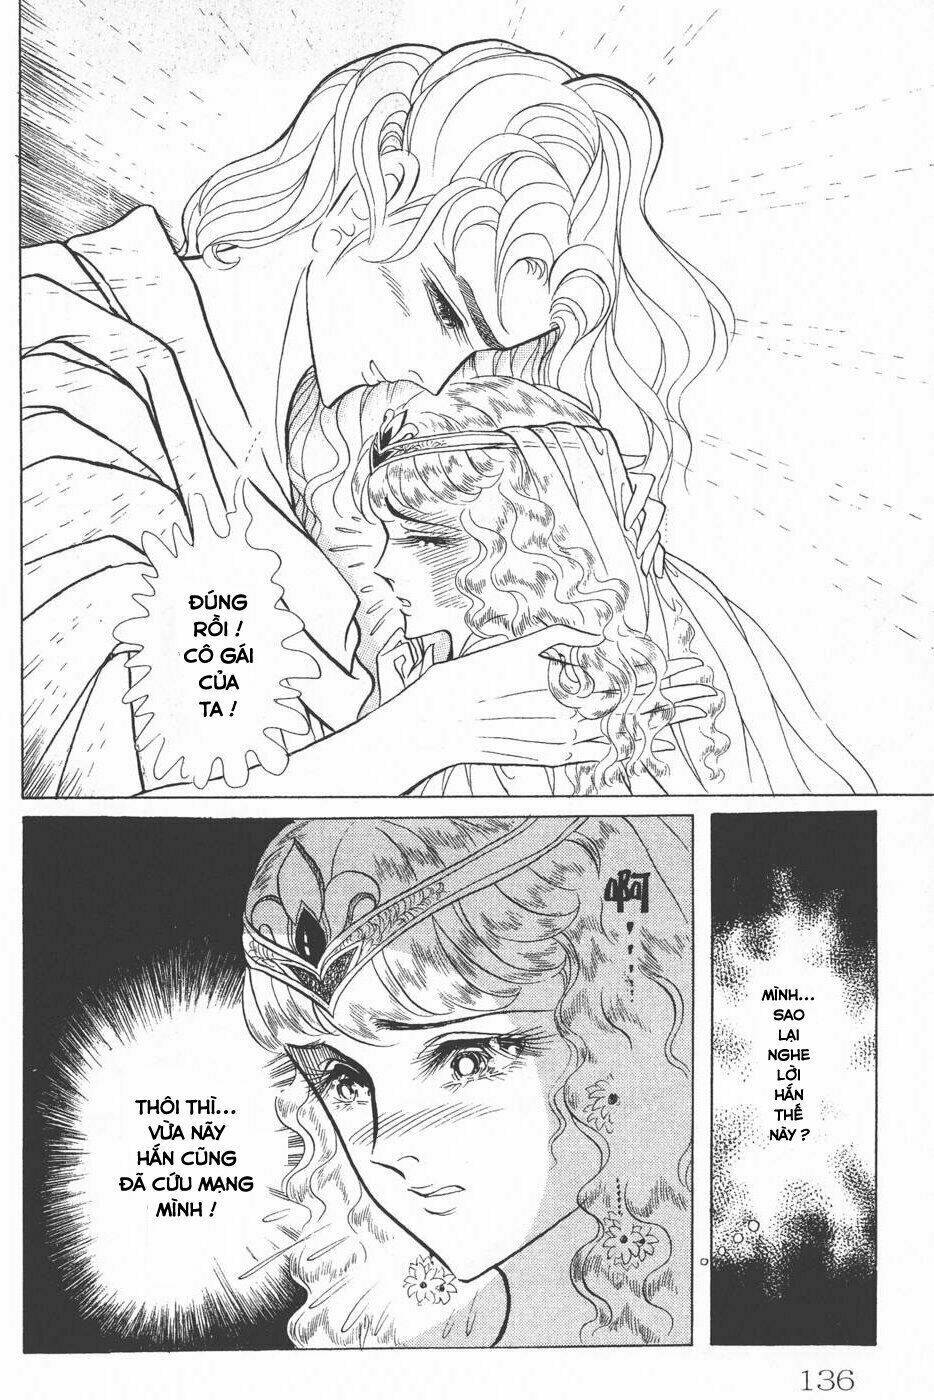 ĐÚNG
RỒI !
CÔ GÁI
CỦA
TA !
MÌNH...
SAO
LẠI
NGHE
LỜI
HẮN
THẾ
NÀY ?
啊
THÔI THÌ...
VỪA NÃY
HẮN CŨNG
ĐÃ CỨU MẠNG
MÌNH !
136